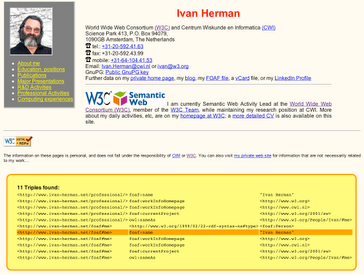 Ivan Herman
World Wide Web Consortium (W3C) and Centrum Wiskunde en Informatica (CWI)
Science Park 413, P.O. Box 94079,
1090GB Amsterdam, The Netherlands
tel.: +31-20-592.41.63
fax: +31-20-592.41.99
mobile: +31-64-104.41.53
Email: Ivan.Herman@cwi.nl or ivan@w3.org
GnuPG: Public GnuPG key
Further data on my private home page, my blog, my FOAF file, a vCard file, or my LinkedIn Profile
About me
Education, positions
Publications
Major Presentations
R&D Activities
Professional Activities
Computing experiences
W3C Semantic Web
I am currently Semantic Web Activity Lead at the World Wide Web
Consortium (W3C), member of the W3C Team, while maintaining my research position at CWI. More
about my daily activities, etc, are on my homepage at W3C; a more detailed CV is also available on this
site.
W3C
The information on these pages is personal, and does not fall under the responsibility of CWI or W3C. You can also visit my private web site for information that are not necessarily related
to my work...
11 Triples found:
<http://www.ivan-herman.net/professional/> foaf:name "Ivan Herman"
<http://www.ivan-herman.net/professional/> foaf:workInfoHomepage <http://www.w3.org>
<http://www.ivan-herman.net/professional/> foaf:workInfoHomepage <http://www.cwi.nl>
<http://www.ivan-herman.net/professional/> foaf:currentProject <http://www.w3.org/2001/sw>
<http://www.ivan-herman.net/professional/> owl:sameAs <http://www.w3.org/People/Ivan/#me>
<http://www.ivan-herman.net/foaf#me> <http://www.w3.org/1999/02/22-rdf-syntax-ns#type> <foaf:Person>
<http://www.ivan-herman.net/foaf#me> foaf:name "Ivan Herman"
<http://www.ivan-herman.net/foaf#me> foaf:workInfoHomepage <http://www.w3.org>
<http://www.ivan-herman.net/foaf#me> foaf:workInfoHomepage <http://www.cwi.nl>
<http://www.ivan-herman.net/foaf#me> foaf:currentProject <http://www.w3.org/2001/sw>
<http://www.ivan-herman.net/foaf#me> owl:sameAs <http://www.w3.org/People/Ivan/#me>